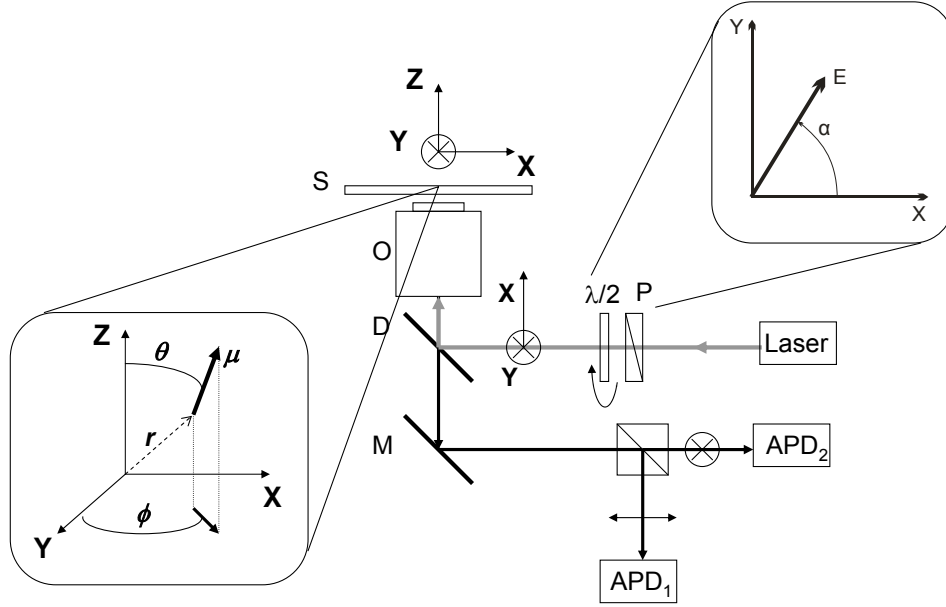 Y
E
α
X
Z
Y
X
S
O
X
λ/2
P
D
Y
Laser
Z
θ
μ
r
X
Y
ϕ
M
APD₂
APD₁